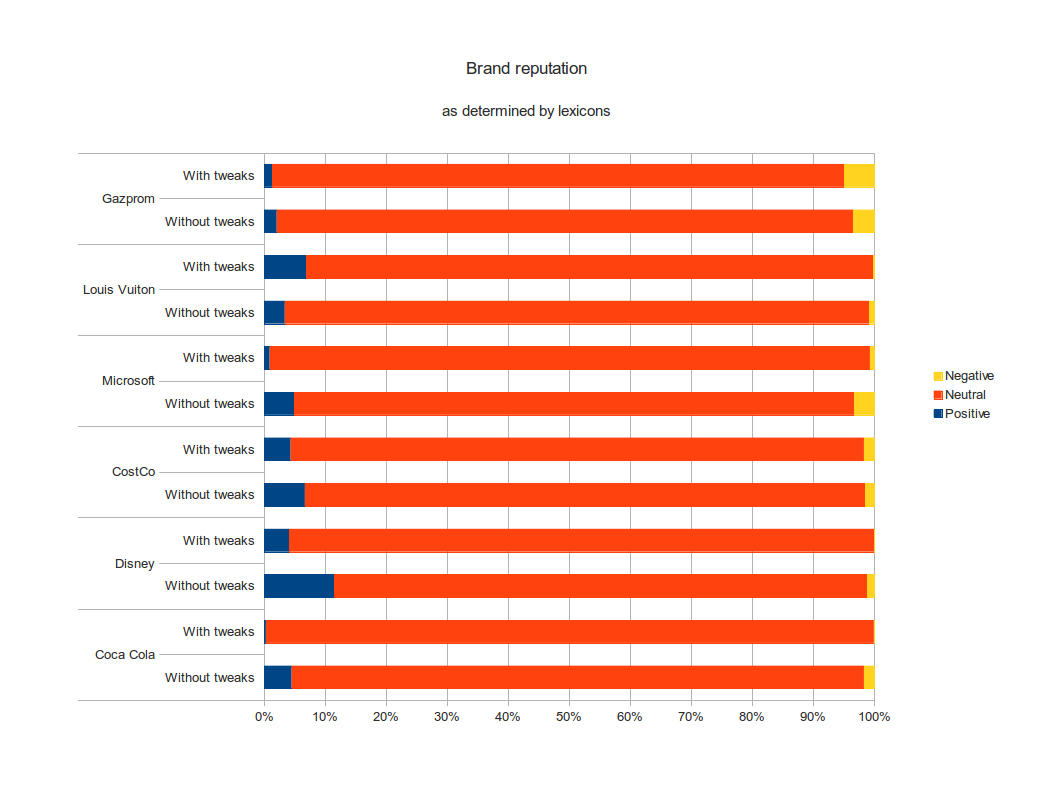 Brand reputation
as determined by lexicons
With tweaks
Gazprom
Without tweaks
With tweaks
Louis Vuiton
Without tweaks
With tweaks
Microsoft
Without tweaks
With tweaks
CostCo
Without tweaks
With tweaks
Disney
Without tweaks
With tweaks
Coca Cola
Without tweaks
0% 10% 20% 30% 40% 50% 60% 70% 80% 90% 100%
Negative
Neutral
Positive